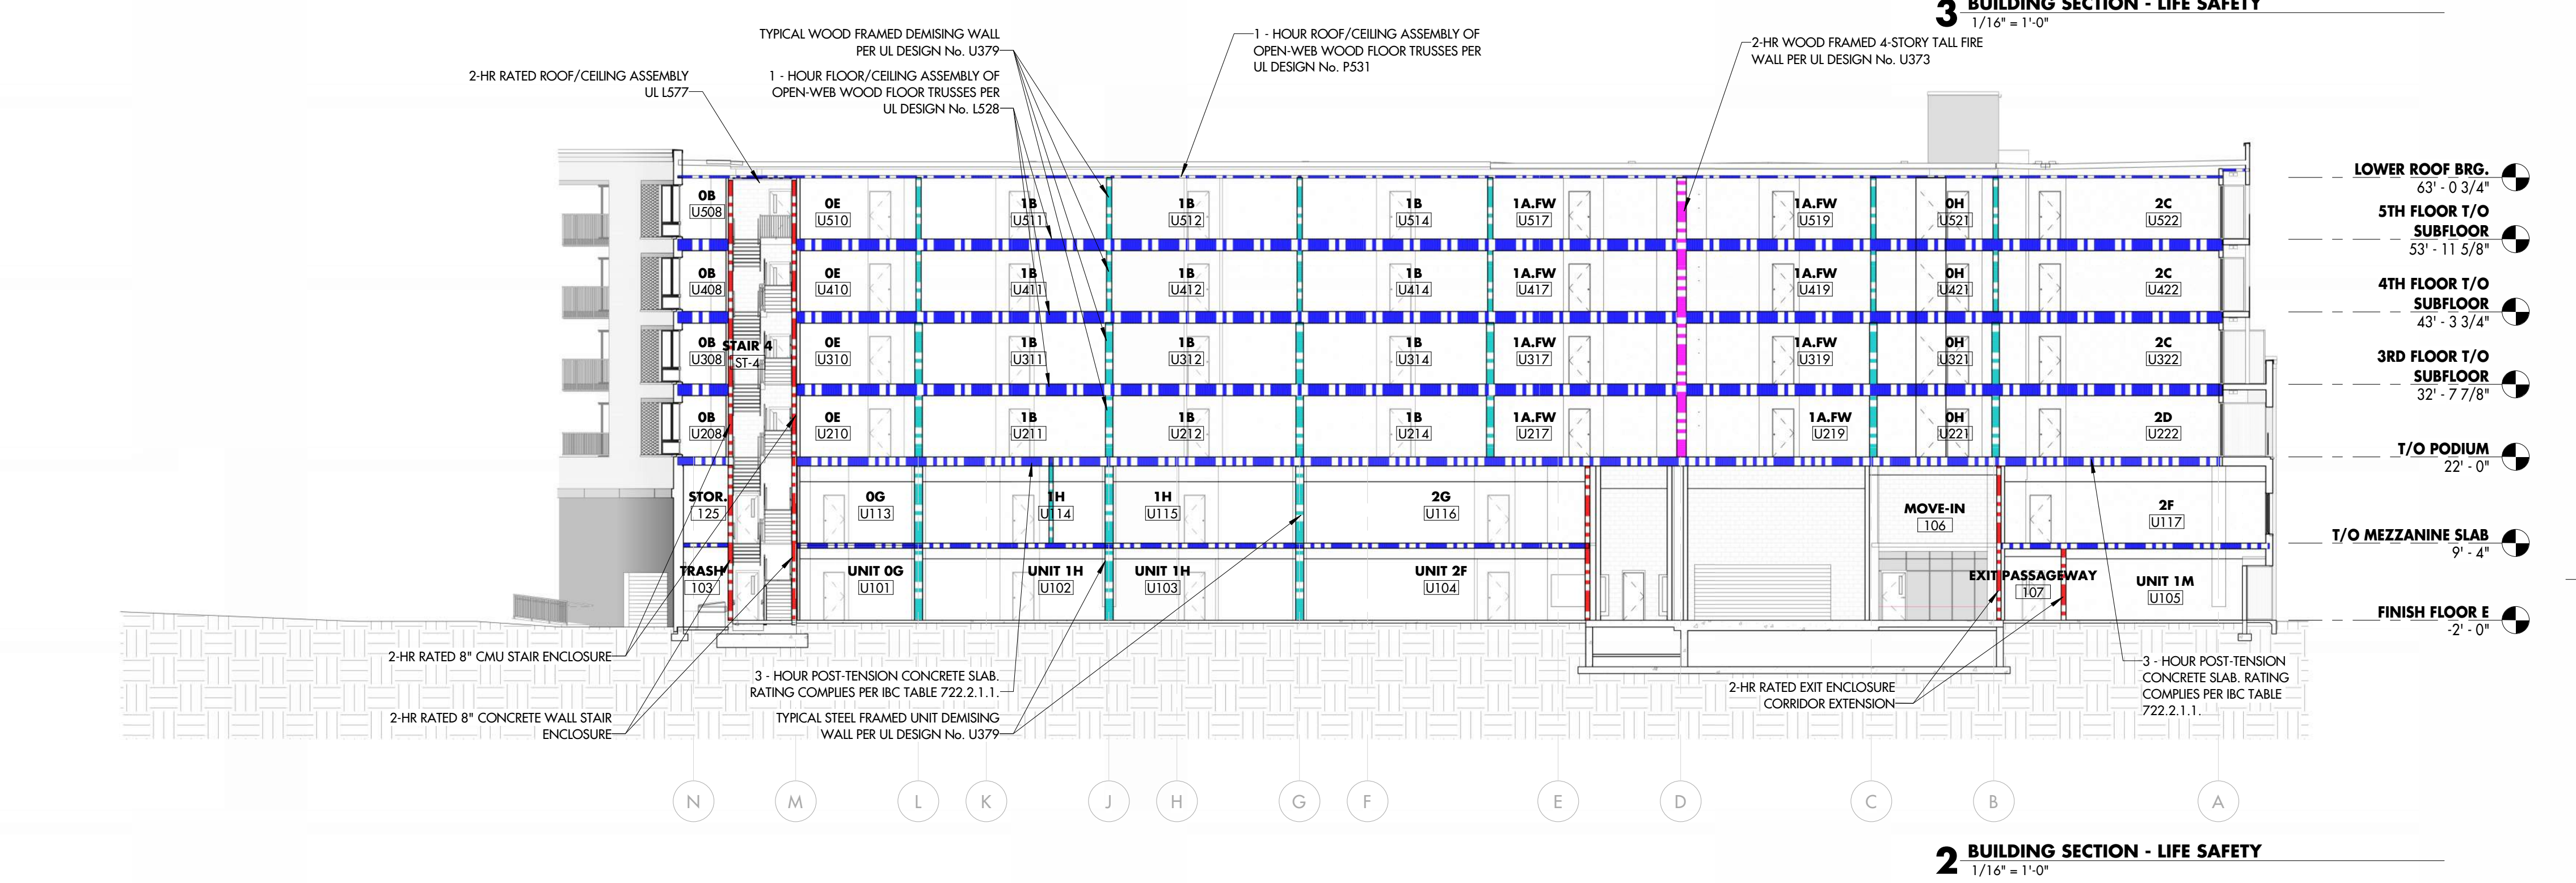 3 BUILDING SECTION - LIFE SAFETY
1/16" = 1'-0"
TYPICAL WOOD FRAMED DEMISING WALL
PER UL DESIGN No. U379
1 - HOUR ROOF/CEILING ASSEMBLY OF
OPEN-WEB WOOD FLOOR TRUSSES PER
UL DESIGN No. P531
2-HR WOOD FRAMED 4-STORY TALL FIRE
WALL PER UL DESIGN No. U373
2-HR RATED ROOF/CEILING ASSEMBLY
UL L577
1 - HOUR FLOOR/CEILING ASSEMBLY OF
OPEN-WEB WOOD FLOOR TRUSSES PER
UL DESIGN No. L528
LOWER ROOF BRG.
63' - 0 3/4"
0B 0E 1B 1B 1B 1A.FW 1A.FW 0H 2C
U508 U510 U511 U512 U514 U517 U519 U521 U522
5TH FLOOR T/O
SUBFLOOR
53' - 11 5/8"
0B 0E 1B 1B 1B 1A.FW 1A.FW 0H 2C
U408 U410 U411 U412 U414 U417 U419 U421 U422
4TH FLOOR T/O
SUBFLOOR
43' - 3 3/4"
0B 0E 1B 1B 1B 1A.FW 1A.FW 0H 2C
U308 U310 U311 U312 U314 U317 U319 U321 U322
STAIR 4
ST-4
3RD FLOOR T/O
SUBFLOOR
32' - 7 7/8"
0B 0E 1B 1B 1B 1A.FW 1A.FW 0H 2D
U208 U210 U211 U212 U214 U217 U219 U221 U222
T/O PODIUM
22' - 0"
STOR. 0G 1H 1H 2G MOVE-IN 2F
125 U113 U114 U115 U116 106 U117
T/O MEZZANINE SLAB
9' - 4"
TRASH UNIT 0G UNIT 1H UNIT 1H UNIT 2F EXIT PASSAGEWAY UNIT 1M
103 U101 U102 U103 U104 107 U105
FINISH FLOOR E
-2' - 0"
2-HR RATED 8" CMU STAIR ENCLOSURE
3 - HOUR POST-TENSION CONCRETE SLAB.
RATING COMPLIES PER IBC TABLE 722.2.1.1.
2-HR RATED EXIT ENCLOSURE
CORRIDOR EXTENSION
3 - HOUR POST-TENSION
CONCRETE SLAB. RATING
COMPLIES PER IBC TABLE
722.2.1.1.
2-HR RATED 8" CONCRETE WALL STAIR
ENCLOSURE
TYPICAL STEEL FRAMED UNIT DEMISING
WALL PER UL DESIGN No. U379
N M L K J H G F E D C B A
2 BUILDING SECTION - LIFE SAFETY
1/16" = 1'-0"